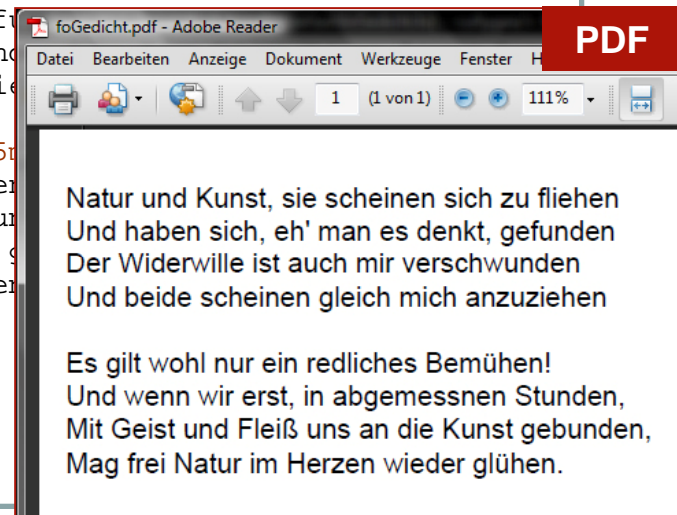 foGedicht.pdf - Adobe Reader
PDF
Datei Bearbeiten Anzeige Dokument Werkzeuge Fenster
1 (1 von 1) 111%
Natur und Kunst, sie scheinen sich zu fliehen
Und haben sich, eh' man es denkt, gefunden
Der Widerwille ist auch mir verschwunden
Und beide scheinen gleich mich anzuziehen
Es gilt wohl nur ein redliches Bemühen!
Und wenn wir erst, in abgemessnen Stunden,
Mit Geist und Fleiß uns an die Kunst gebunden,
Mag frei Natur im Herzen wieder glühen.